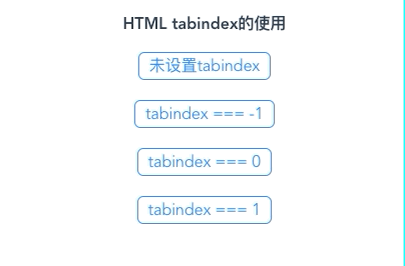 HTML tabindex的使用
未设置tabindex
tabindex === -1
tabindex === 0
tabindex === 1